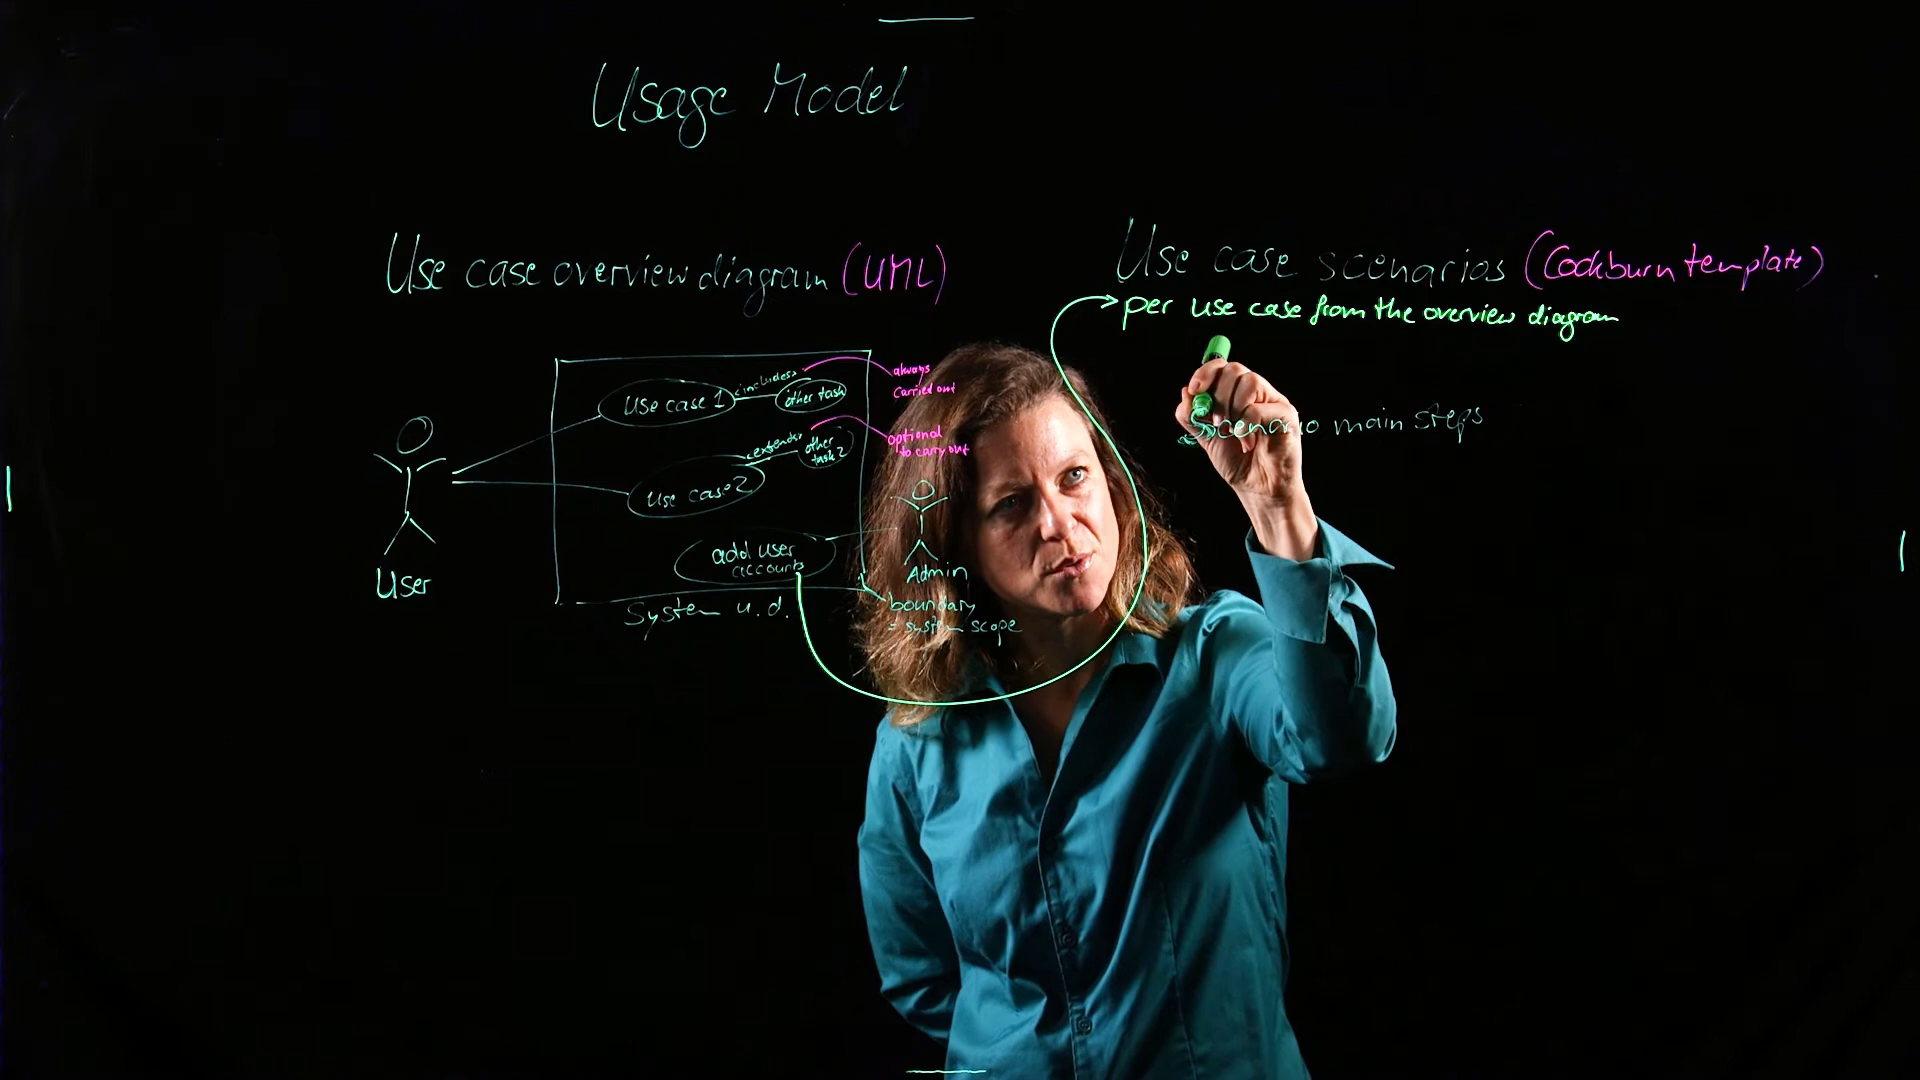 Usage Model
Use case overview diagram (UML)
Use case 1
<includes>
other task
always
carried out
Use case 2
<extends>
other
task 2
optional
to carry out
add user
accounts
User
Admin
System u.d.
boundary
= system scope
Use case scenarios (Cockburn template)
per use case from the overview diagram
Scenario main steps